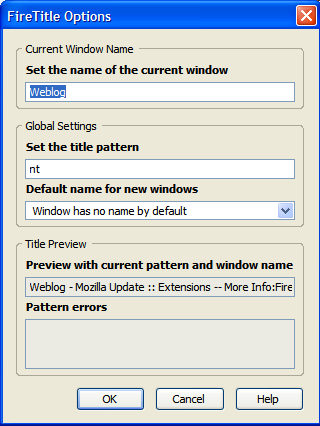 FireTitle Options
Current Window Name
Set the name of the current window
Weblog
Global Settings
Set the title pattern
nt
Default name for new windows
Window has no name by default
Title Preview
Preview with current pattern and window name
Weblog - Mozilla Update :: Extensions -- More Info:Fire
Pattern errors
OK Cancel Help